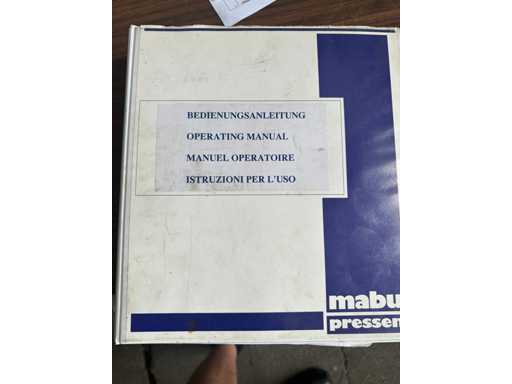 BEDIENUNGSANLEITUNG
OPERATING MANUAL
MANUEL OPERATOIRE
ISTRUZIONI PER L'USO
mabu
pressen